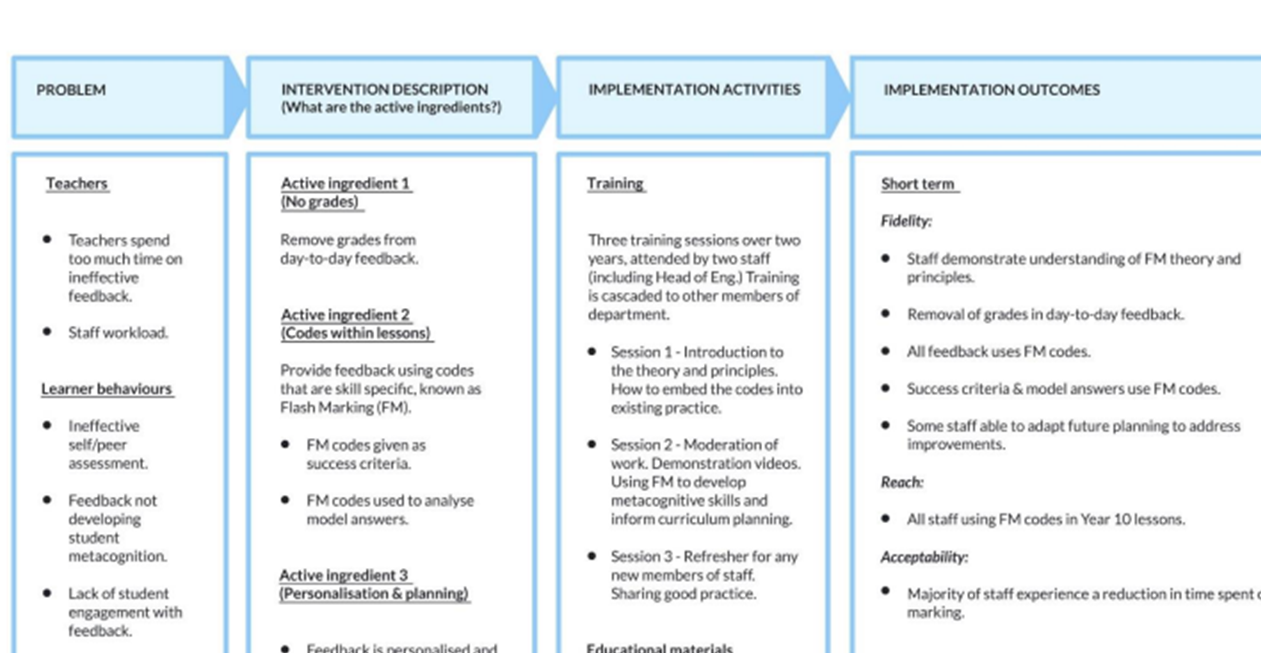 PROBLEM
INTERVENTION DESCRIPTION
(What are the active ingredients?)
IMPLEMENTATION ACTIVITIES
IMPLEMENTATION OUTCOMES
Teachers
● Teachers spend
too much time on
ineffective
feedback.
● Staff workload.
Learner behaviours
● Ineffective
self/peer
assessment.
● Feedback not
developing
student
metacognition.
● Lack of student
engagement with
feedback.
Active ingredient 1
(No grades)
Remove grades from
day-to-day feedback.
Active ingredient 2
(Codes within lessons)
Provide feedback using codes
that are skill specific, known as
Flash Marking (FM).
● FM codes given as
success criteria.
● FM codes used to analyse
model answers.
Active ingredient 3
(Personalisation & planning)
● Feedback is personalised and
Training
Three training sessions over two
years, attended by two staff
(including Head of Eng.) Training
is cascaded to other members of
department.
● Session 1 - Introduction to
the theory and principles.
How to embed the codes into
existing practice.
● Session 2 - Moderation of
work. Demonstration videos.
Using FM to develop
metacognitive skills and
inform curriculum planning.
● Session 3 - Refresher for any
new members of staff.
Sharing good practice.
Educational materials
Short term
Fidelity:
● Staff demonstrate understanding of FM theory and
principles.
● Removal of grades in day-to-day feedback.
● All feedback uses FM codes.
● Success criteria & model answers use FM codes.
● Some staff able to adapt future planning to address
improvements.
Reach:
● All staff using FM codes in Year 10 lessons.
Acceptability:
● Majority of staff experience a reduction in time spent
marking.